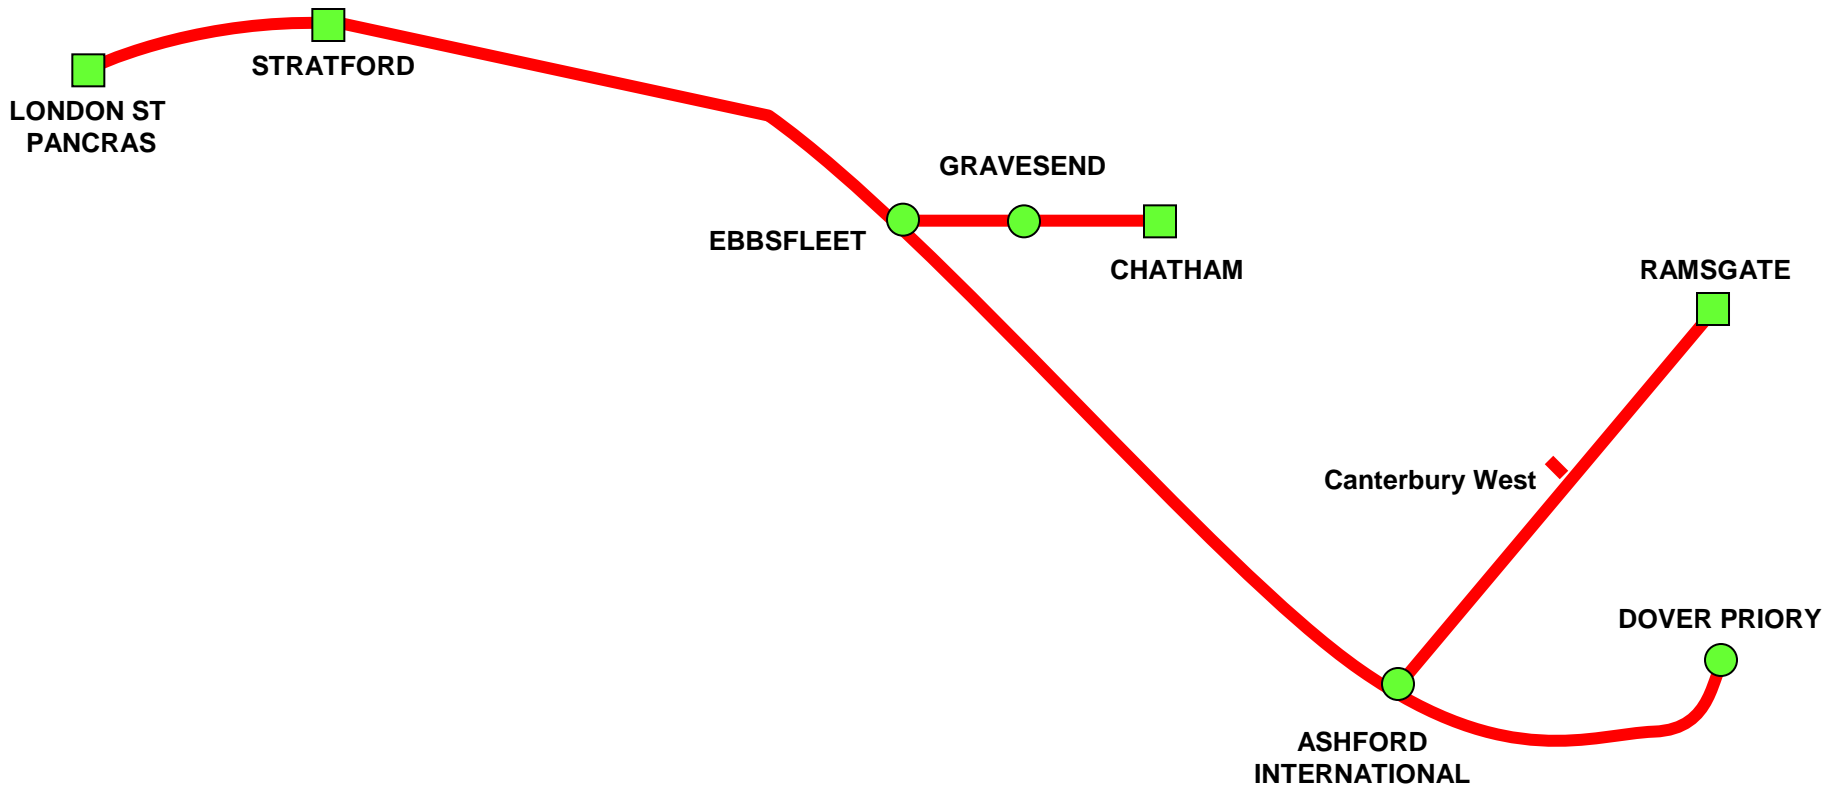 STRATFORD
LONDON ST
PANCRAS
GRAVESEND
EBBSFLEET
CHATHAM
RAMSGATE
Canterbury West
DOVER PRIORY
ASHFORD
INTERNATIONAL